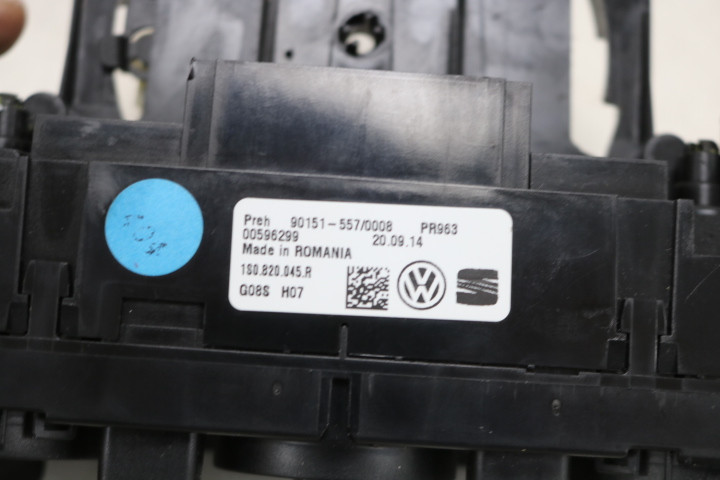 Preh 90151-557/0008 PR963
00596299 20.09.14
Made in ROMANIA
1S0.820.045.R
G08S H07